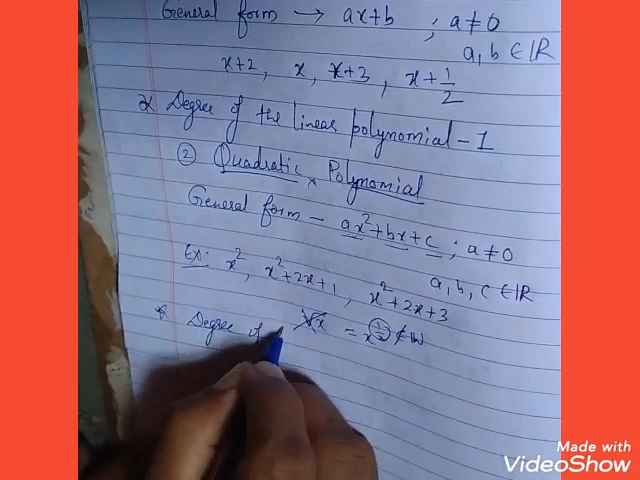 General form → ax+b ; a≠0
a, b ∈ IR
x+2, x, x+3, x+1/2
* Degree of the linear polynomial - 1
② Quadratic Polynomial
General form - ax²+bx+c ; a≠0
a, b, c ∈ IR
Ex: x², x²+2x+1, x²+2x+3
* Degree of √x = x^(1/2) ∉ W
Made with
VideoShow